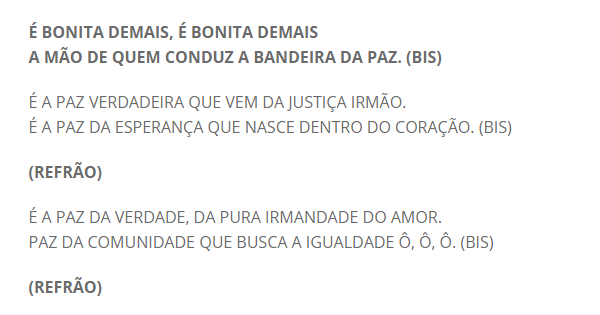 É BONITA DEMAIS, É BONITA DEMAIS
A MÃO DE QUEM CONDUZ A BANDEIRA DA PAZ. (BIS)
É A PAZ VERDADEIRA QUE VEM DA JUSTIÇA IRMÃO.
É A PAZ DA ESPERANÇA QUE NASCE DENTRO DO CORAÇÃO. (BIS)
(REFRÃO)
É A PAZ DA VERDADE, DA PURA IRMANDADE DO AMOR.
PAZ DA COMUNIDADE QUE BUSCA A IGUALDADE Ô, Ô, Ô. (BIS)
(REFRÃO)